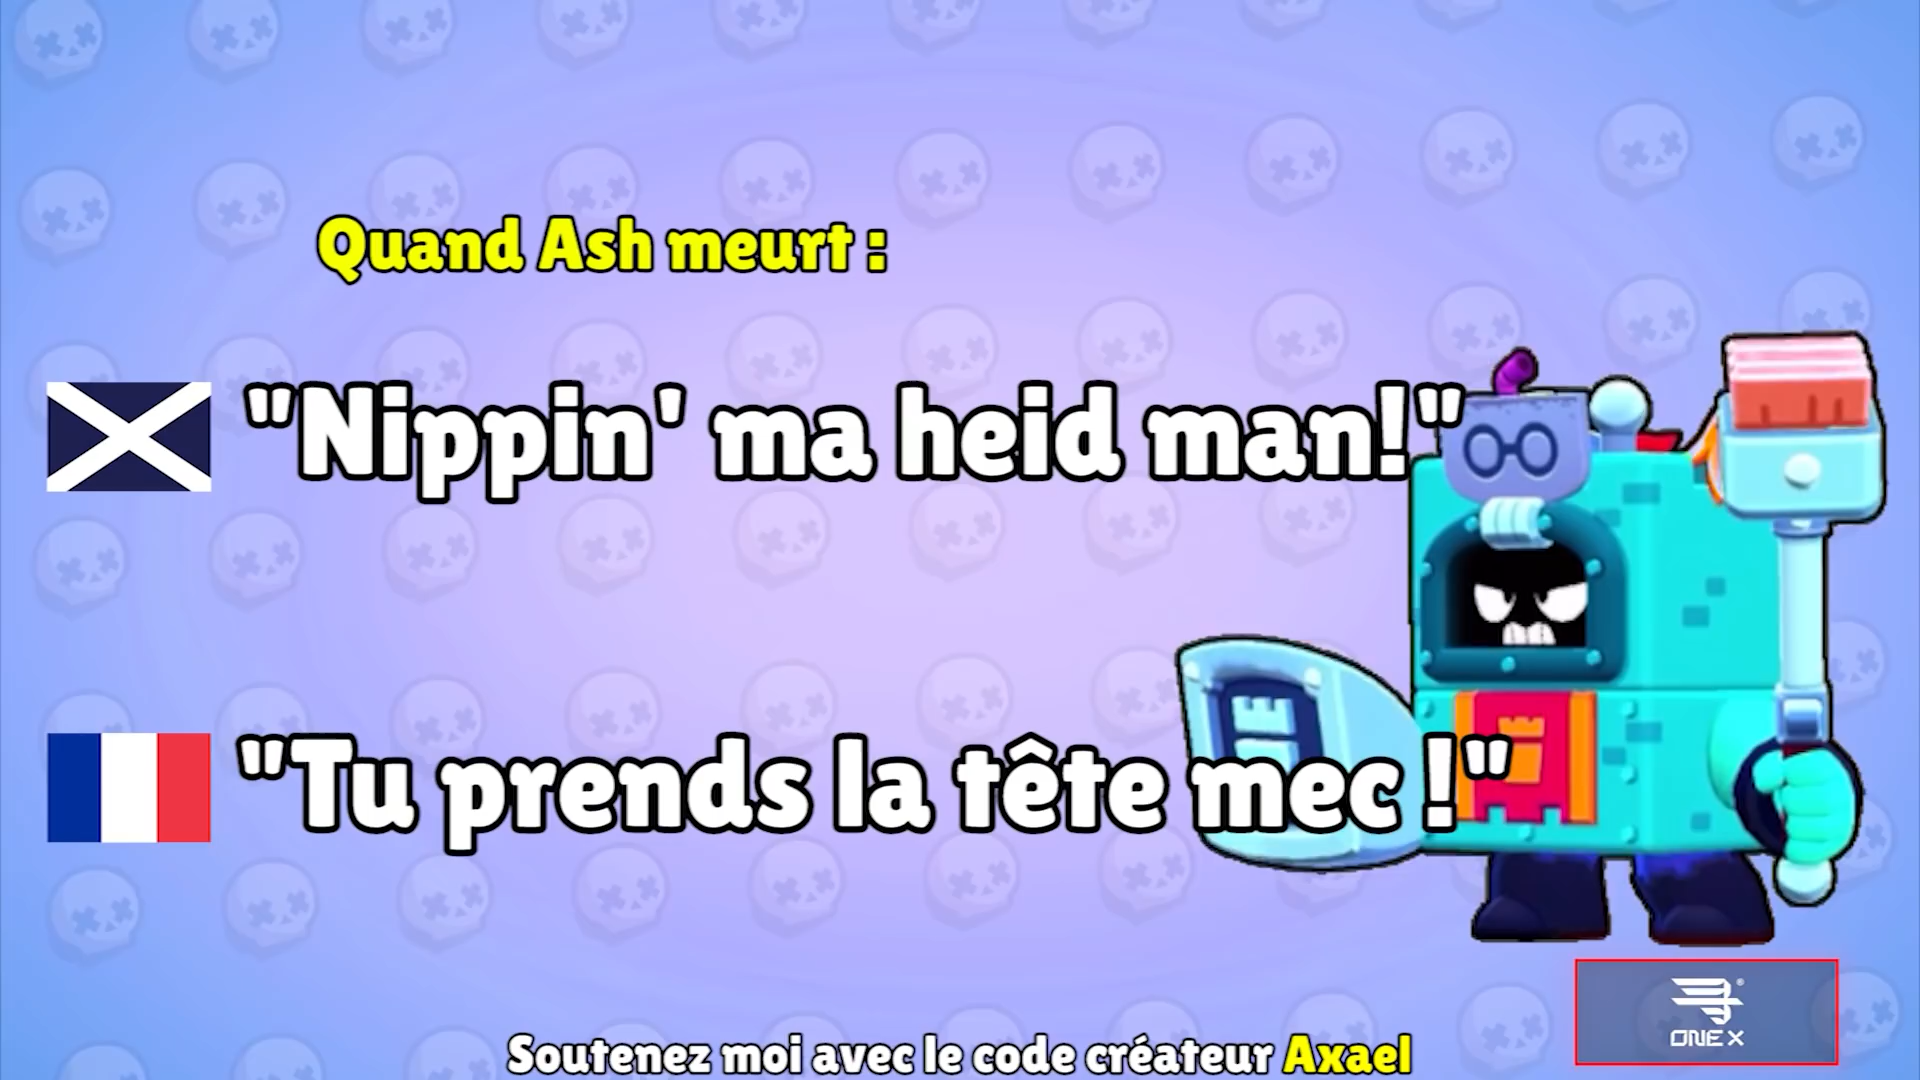 Quand Ash meurt :
"Nippin' ma heid man!"
"Tu prends la tête mec !"
ONE X
Soutenez moi avec le code créateur Axael